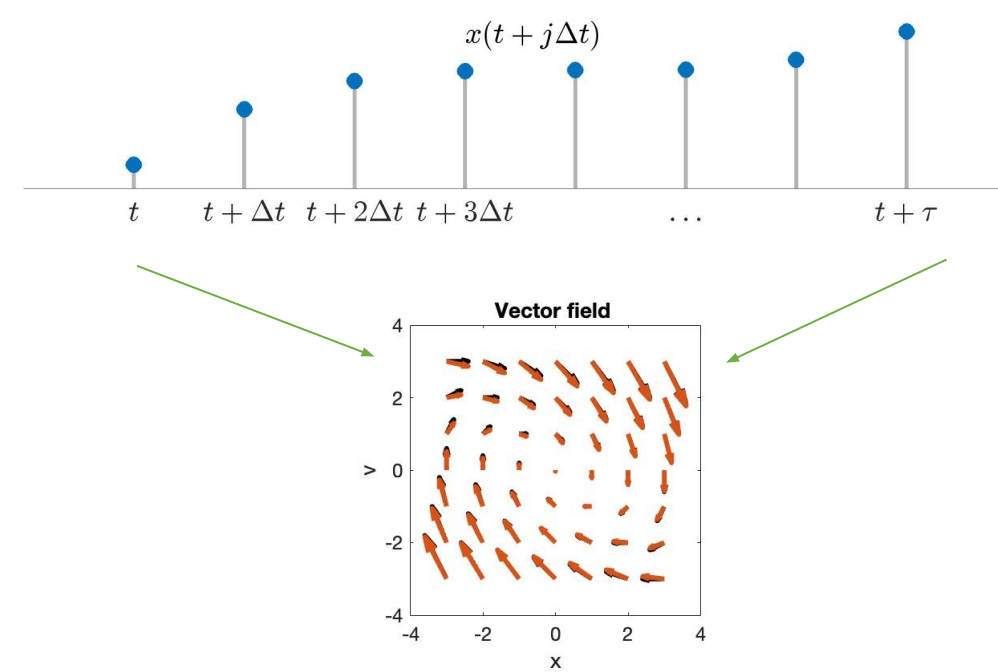 x(t + jΔt)
t t + Δt t + 2Δt t + 3Δt ... t + τ
Vector field
4
2
0
-2
-4
v
-4 -2 0 2 4
x